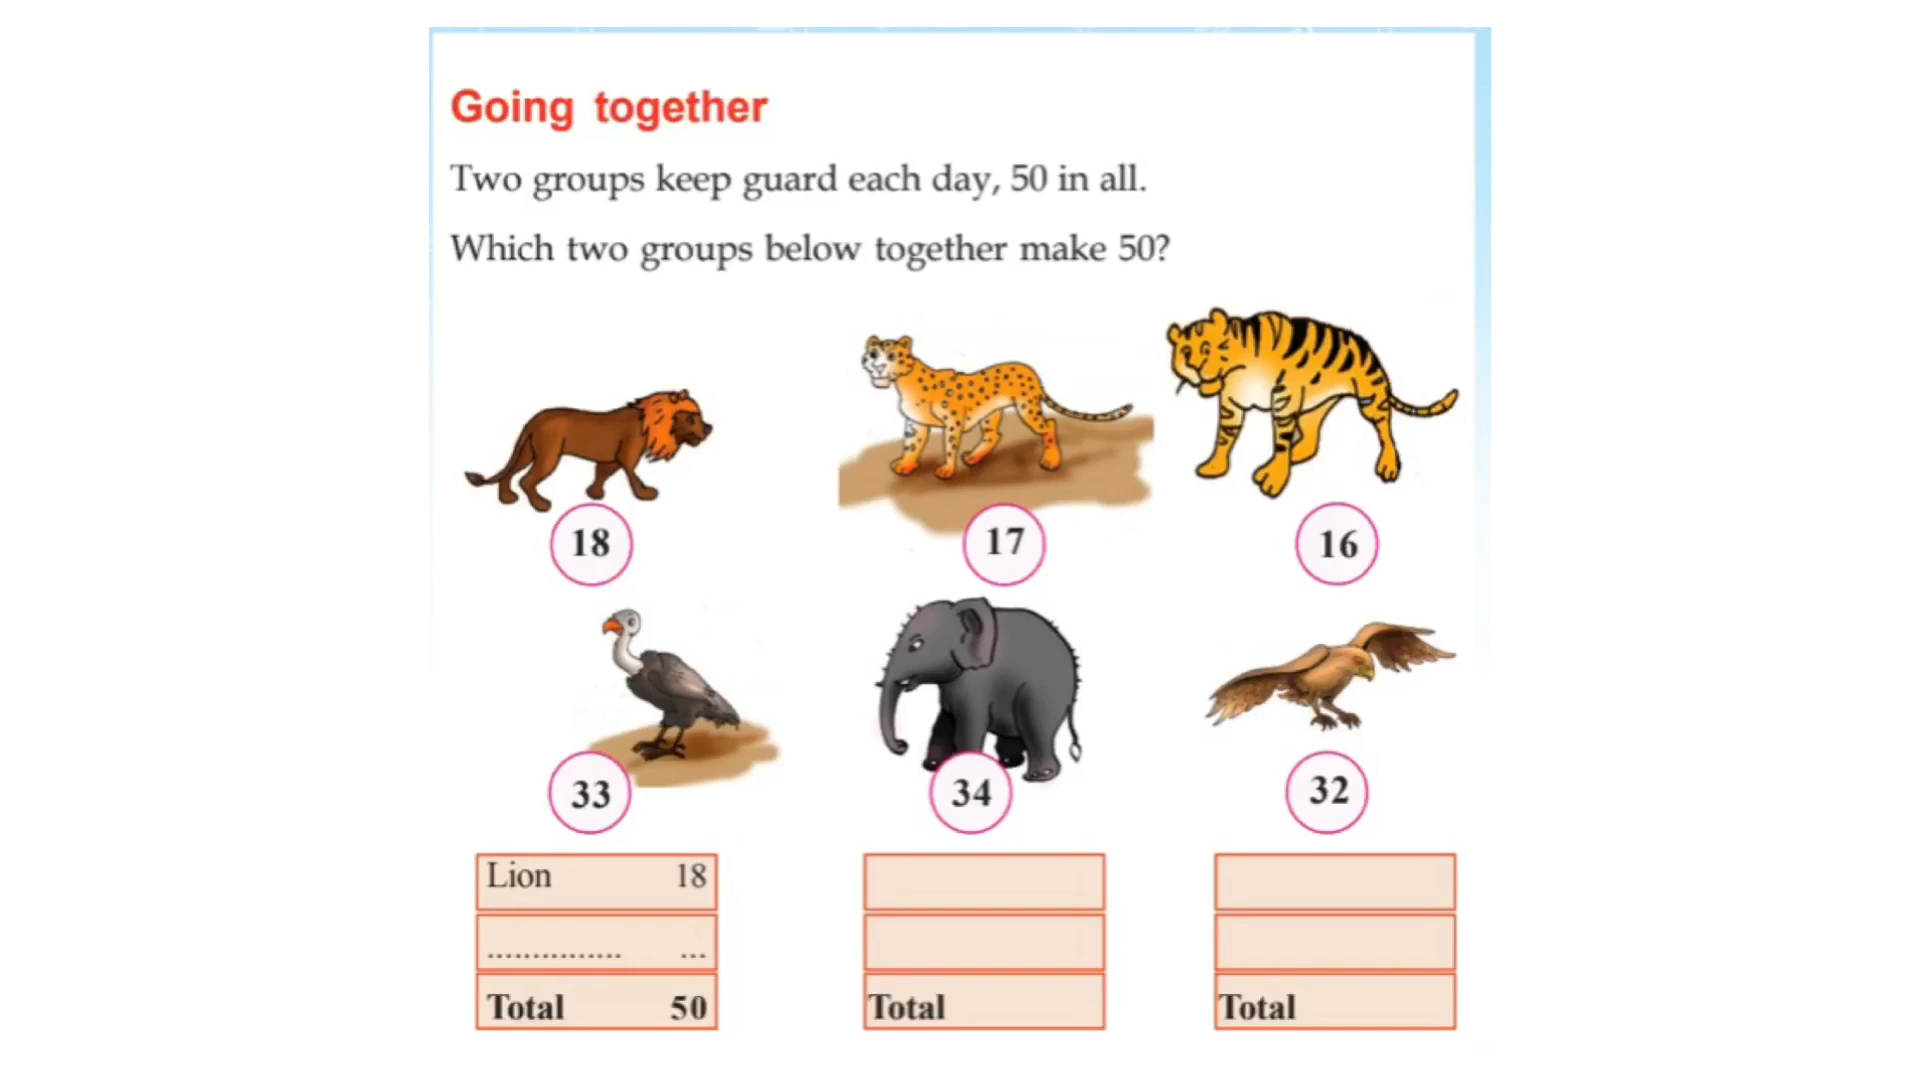 Going together
Two groups keep guard each day, 50 in all.
Which two groups below together make 50?
18
17
16
33
34
32
Lion 18
............... ...
Total 50
Total
Total